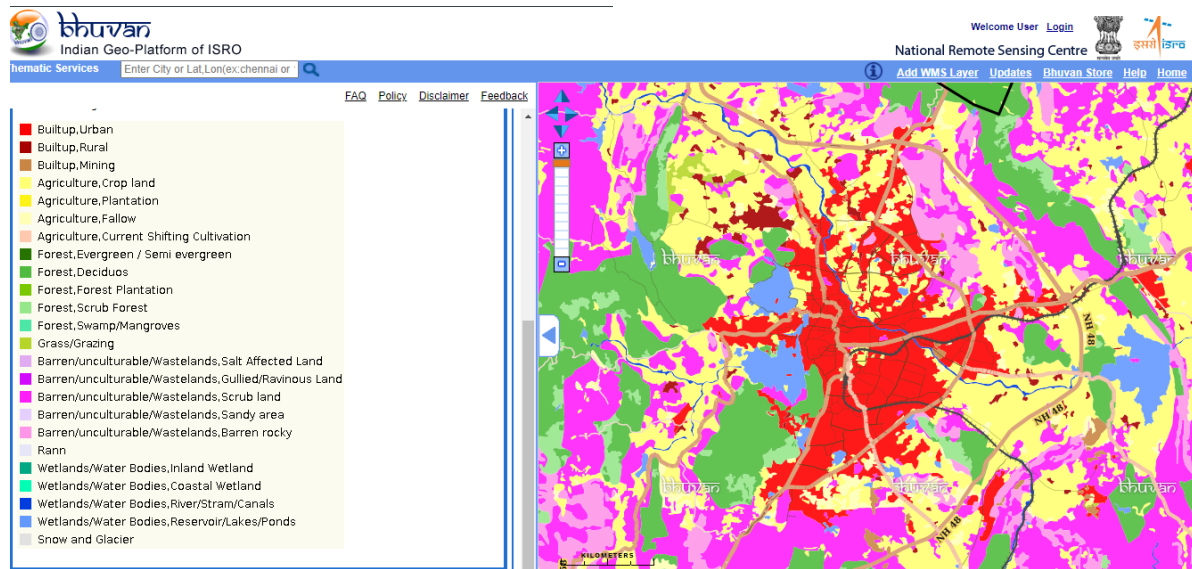 bhuvan
Indian Geo-Platform of ISRO
Welcome User Login
National Remote Sensing Centre
इसरो isro
hematic Services
Enter City or Lat,Lon(ex:chennai or
Add WMS Layer Updates Bhuvan Store Help Home
FAQ Policy Disclaimer Feedback
Builtup,Urban
Builtup,Rural
Builtup,Mining
Agriculture,Crop land
Agriculture,Plantation
Agriculture,Fallow
Agriculture,Current Shifting Cultivation
Forest,Evergreen / Semi evergreen
Forest,Deciduos
Forest,Forest Plantation
Forest,Scrub Forest
Forest,Swamp/Mangroves
Grass/Grazing
Barren/unculturable/Wastelands,Salt Affected Land
Barren/unculturable/Wastelands,Gullied/Ravinous Land
Barren/unculturable/Wastelands,Scrub land
Barren/unculturable/Wastelands,Sandy area
Barren/unculturable/Wastelands,Barren rocky
Rann
Wetlands/Water Bodies,Inland Wetland
Wetlands/Water Bodies,Coastal Wetland
Wetlands/Water Bodies,River/Stram/Canals
Wetlands/Water Bodies,Reservoir/Lakes/Ponds
Snow and Glacier
bhuvan
bhuvan
bhuvan
NH 48
NH 48
bhuvan
bhuvan
bhuvan
NH 48
KILOMETERS